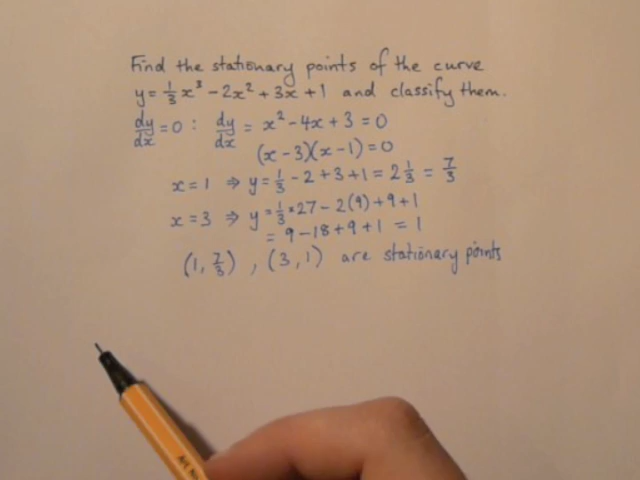 Find the stationary points of the curve
y = 1/3 x³ - 2x² + 3x + 1 and classify them.
dy/dx = 0 : dy/dx = x² - 4x + 3 = 0
(x - 3)(x - 1) = 0
x = 1 ⇒ y = 1/3 - 2 + 3 + 1 = 2 1/3 = 7/3
x = 3 ⇒ y = 1/3 × 27 - 2(9) + 9 + 1
= 9 - 18 + 9 + 1 = 1
(1, 7/3) , (3, 1) are stationary points